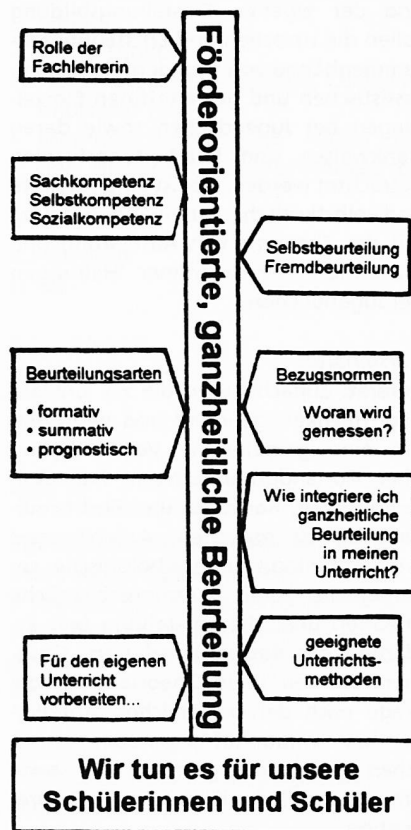 Rolle der
Fachlehrerin
Förderorientierte, ganzheitliche Beurteilung
Sachkompetenz
Selbstkompetenz
Sozialkompetenz
Selbstbeurteilung
Fremdbeurteilung
Beurteilungsarten
• formativ
• summativ
• prognostisch
Bezugsnormen
Woran wird
gemessen?
Wie integriere ich
ganzheitliche
Beurteilung
in meinen
Unterricht?
Für den eigenen
Unterricht
vorbereiten...
geeignete
Unterrichts-
methoden
Wir tun es für unsere
Schülerinnen und Schüler